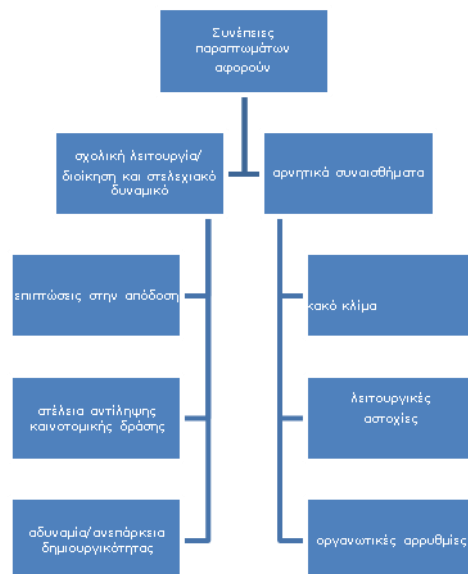 Συνέπειες
παραπτωμάτων
αφορούν
σχολική λειτουργία/
διοίκηση και στελεχιακό
δυναμικό
αρνητικά συναισθήματα
επιπτώσεις στην απόδοση
κακό κλίμα
ατέλεια αντίληψης
καινοτομικής δράσης
λειτουργικές
αστοχίες
αδυναμία/ανεπάρκεια
δημιουργικότητας
οργανωτικές αρρυθμίες